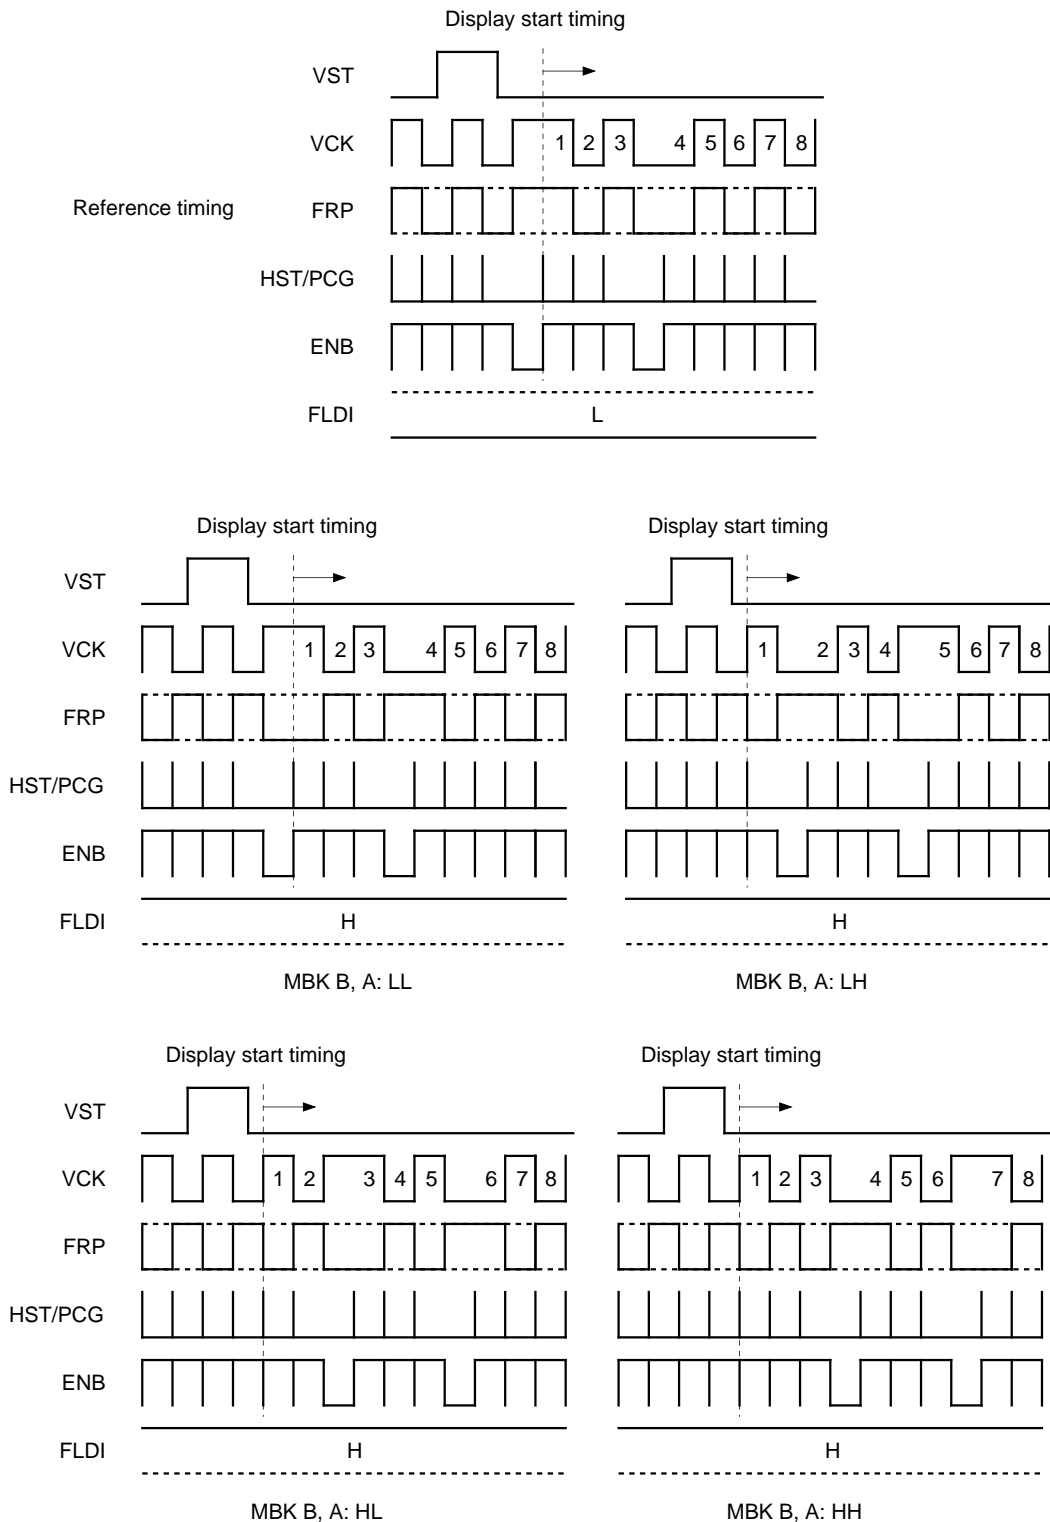 Display start timing
VST
VCK 1 2 3 4 5 6 7 8
Reference timing FRP
HST/PCG
ENB
FLDI L
Display start timing Display start timing
VST
VCK 1 2 3 4 5 6 7 8 1 2 3 4 5 6 7 8
FRP
HST/PCG
ENB
FLDI H H
MBK B, A: LL MBK B, A: LH
Display start timing Display start timing
VST
VCK 1 2 3 4 5 6 7 8 1 2 3 4 5 6 7 8
FRP
HST/PCG
ENB
FLDI H H
MBK B, A: HL MBK B, A: HH